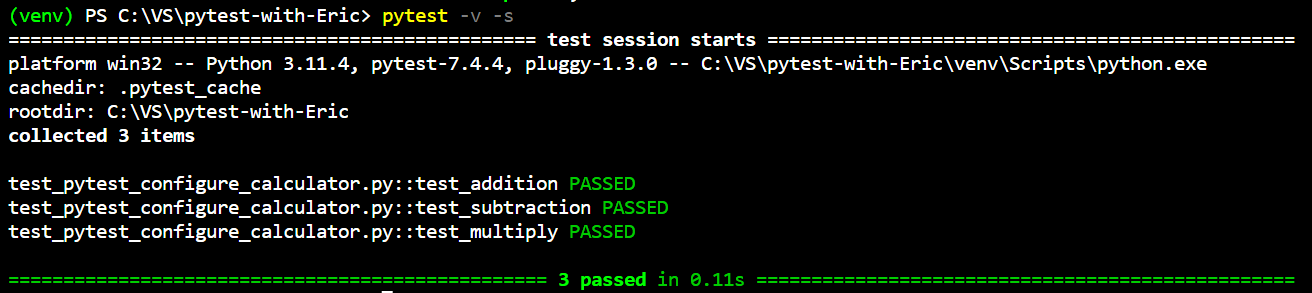 (venv) PS C:\VS\pytest-with-Eric> pytest -v -s
================================================ test session starts ================================================
platform win32 -- Python 3.11.4, pytest-7.4.4, pluggy-1.3.0 -- C:\VS\pytest-with-Eric\venv\Scripts\python.exe
cachedir: .pytest_cache
rootdir: C:\VS\pytest-with-Eric
collected 3 items
test_pytest_configure_calculator.py::test_addition PASSED
test_pytest_configure_calculator.py::test_subtraction PASSED
test_pytest_configure_calculator.py::test_multiply PASSED
================================================= 3 passed in 0.11s =================================================